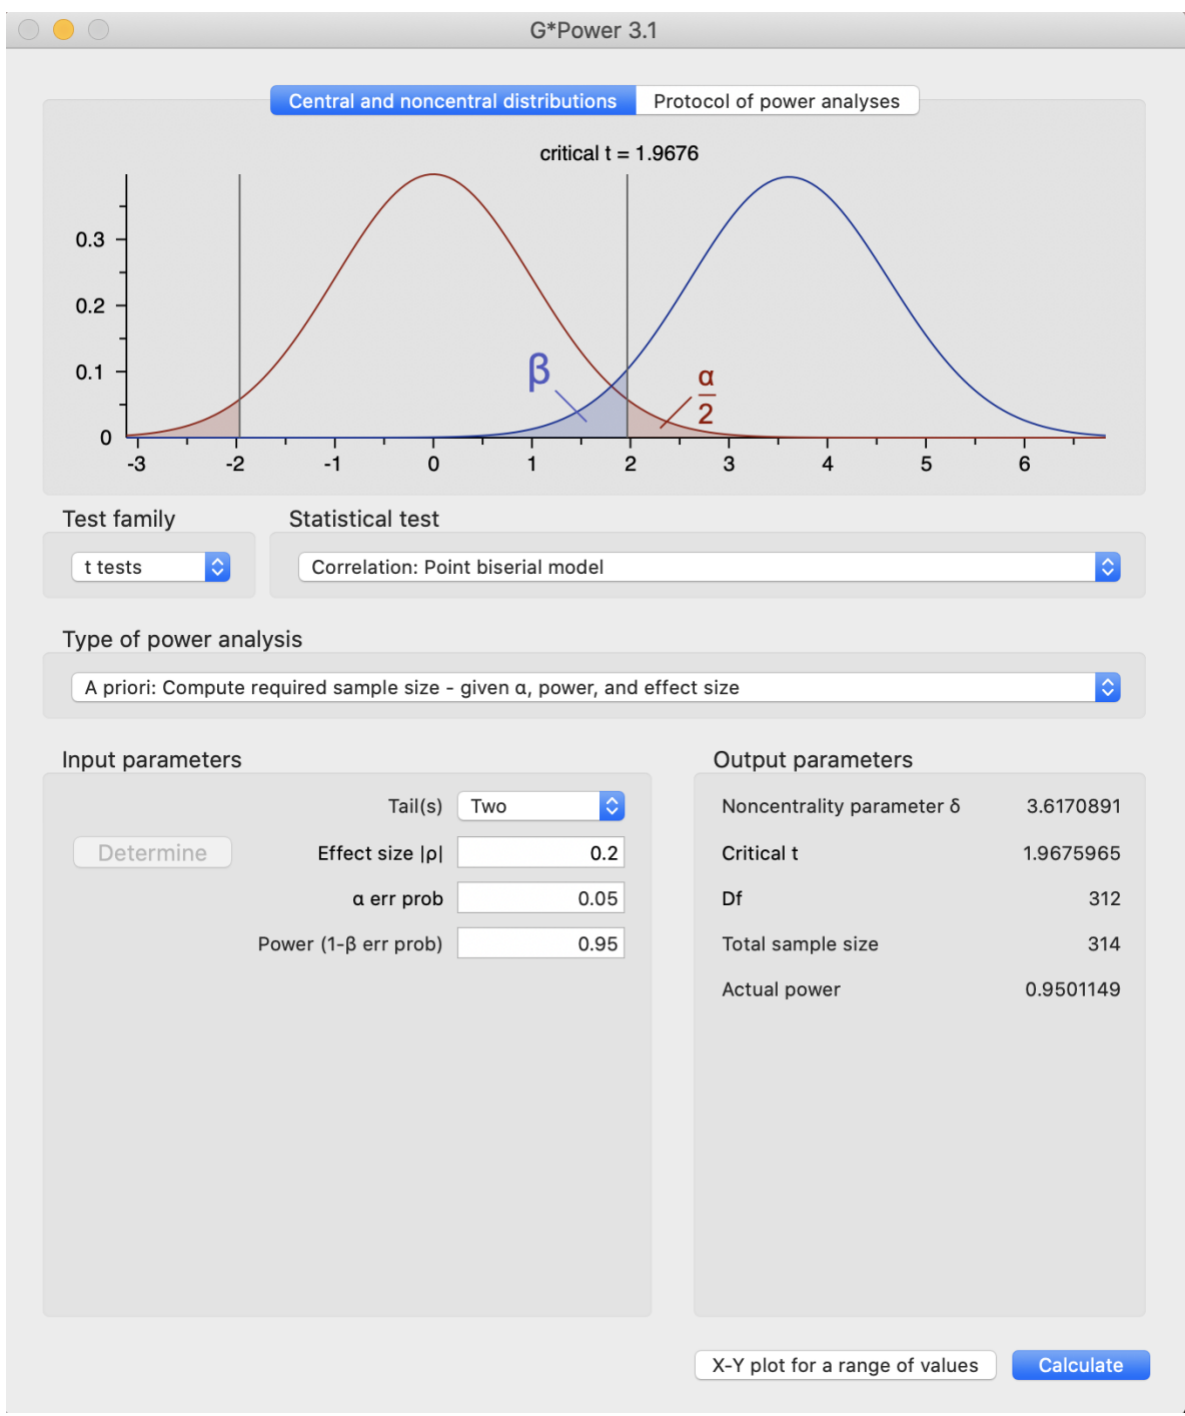 G*Power 3.1
Central and noncentral distributions Protocol of power analyses
critical t = 1.9676
0.3
0.2
0.1
0
β
α
2
-3 -2 -1 0 1 2 3 4 5 6
Test family Statistical test
t tests Correlation: Point biserial model
Type of power analysis
A priori: Compute required sample size - given α, power, and effect size
Input parameters Output parameters
Tail(s) Two Noncentrality parameter δ 3.6170891
Determine Effect size |ρ| 0.2 Critical t 1.9675965
α err prob 0.05 Df 312
Power (1-β err prob) 0.95 Total sample size 314
Actual power 0.9501149
X-Y plot for a range of values Calculate